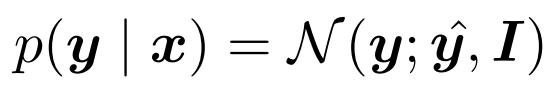 p(y | x) = 𝒩(y; ŷ, I)